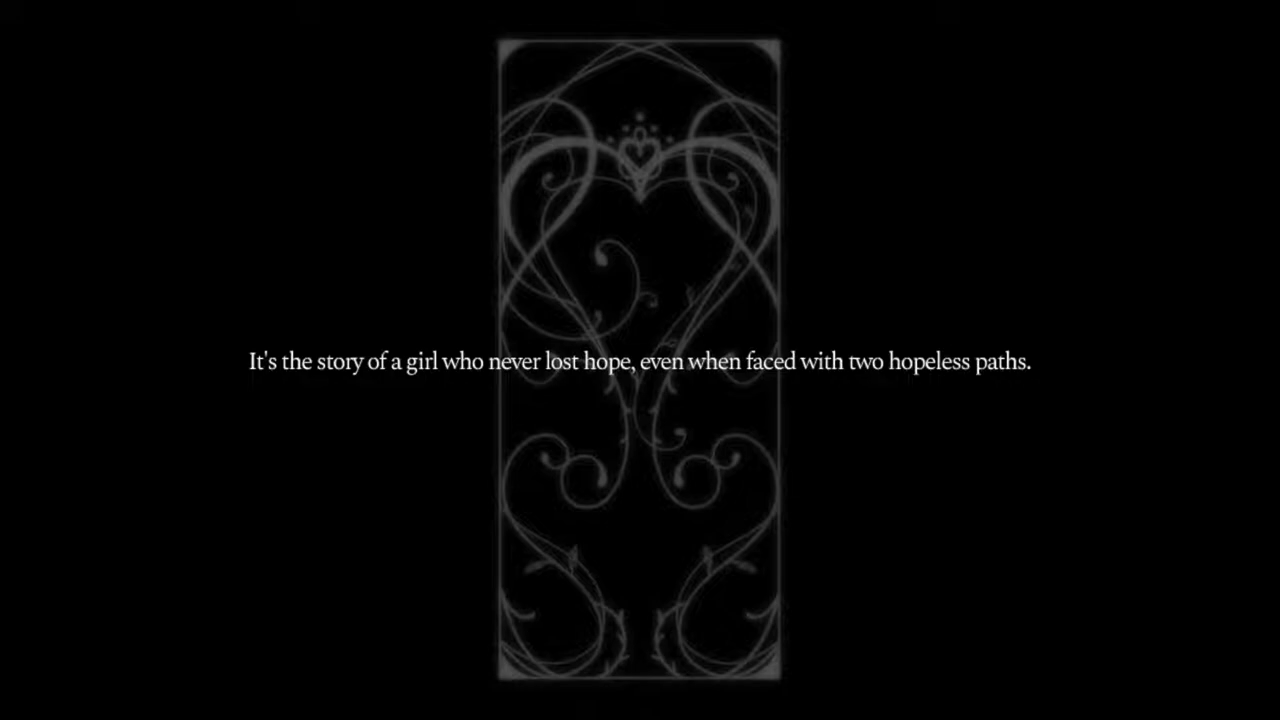 It's the story of a girl who never lost hope, even when faced with two hopeless paths.